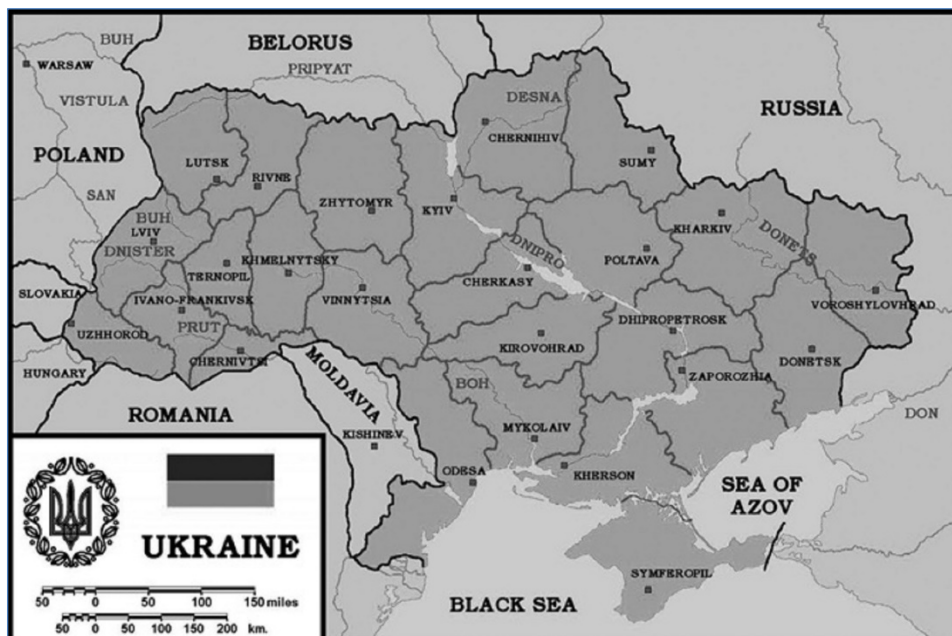 BUH
BELORUS
WARSAW
PRIPYAT
VISTULA
DESNA
RUSSIA
CHERNIHIV
POLAND
LUTSK
RIVNE
SUMY
SAN
ZHYTOMYR
KYIV
BUH
LVIV
KHARKIV
DNISTER
DNIPRO
DONETS
KHMELNYTSKY
TERNOPIL
POLTAVA
CHERKASY
SLOVAKIA
IVANO-FRANKIVSK
VINNYTSIA
VOROSHYLOVHRAD
UZHHOROD
PRUT
DHIPROPETROSK
KIROVOHRAD
CHERNIVTSI
DONETSK
HUNGARY
MOLDAVIA
BOH
ZAPOROZHIA
ROMANIA
DON
KISHINEV
MYKOLAIV
ODESA
KHERSON
SEA OF
AZOV
UKRAINE
SYMFEROPIL
BLACK SEA
50 0 50 100 150 miles
50 0 50 100 150 200 km.